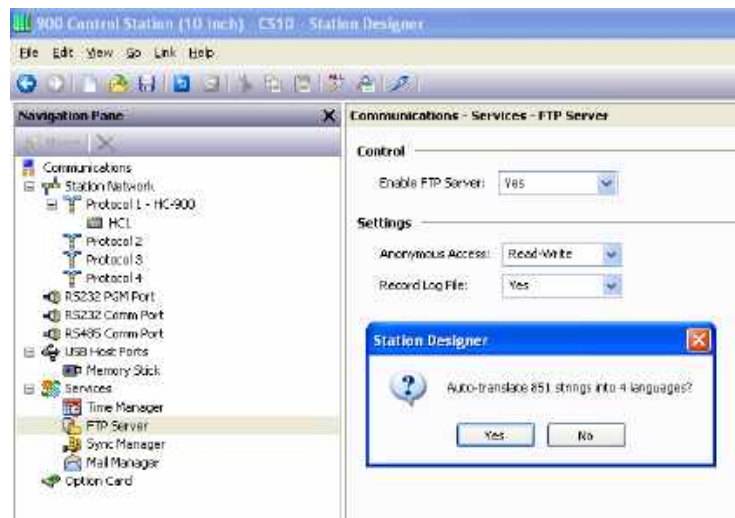 900 Control Station (10 inch) - CS10 - Station Designer
File Edit View Go Link Help
Navigation Pane X
Communications - Services - FTP Server
Communications
Station Network
Protocol 1 - HC-900
HC1
Protocol 2
Protocol 3
Protocol 4
RS232 PGM Port
RS232 Comm Port
RS485 Comm Port
USB Host Ports
Memory Stick
Services
Time Manager
FTP Server
Sync Manager
Mail Manager
Option Card
Control
Enable FTP Server: Yes
Settings
Anonymous Access: Read-Write
Record Log File: Yes
Station Designer
Auto-translate 851 strings into 4 languages?
Yes No